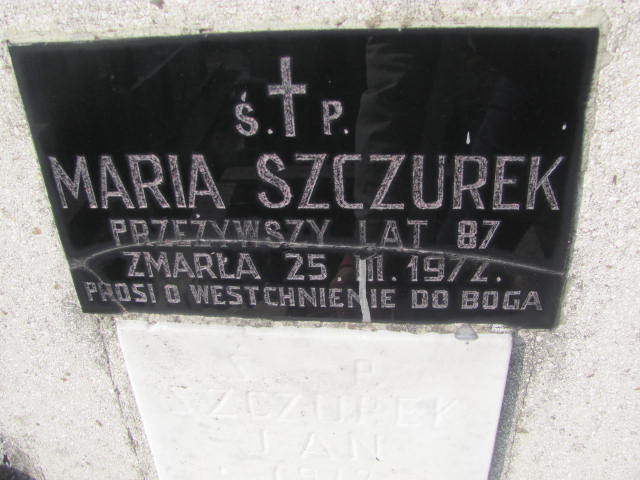 Ś. P.
MARIA SZCZUREK
PRZEŻYWSZY LAT 87
ZMARŁA 25. III. 1972.
PROSI O WESTCHNIENIE DO BOGA
Ś P.
SZCZUREK
JAN